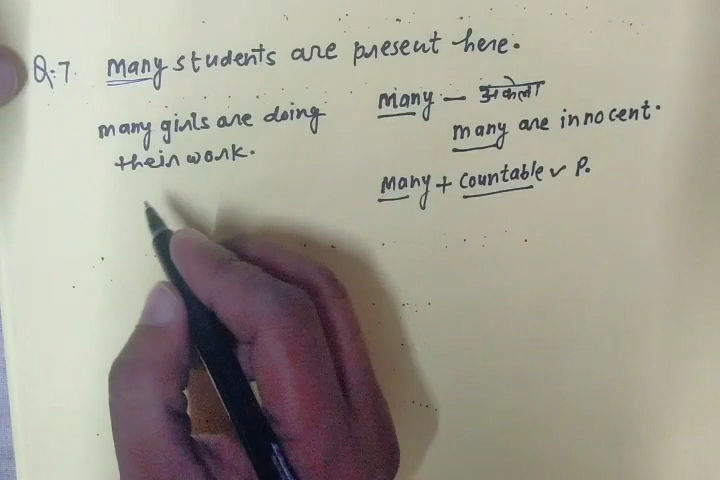 Q:7. many students are present here.
many girls are doing
their work.
many — अकेला
many are innocent.
many + countable ✓ P.